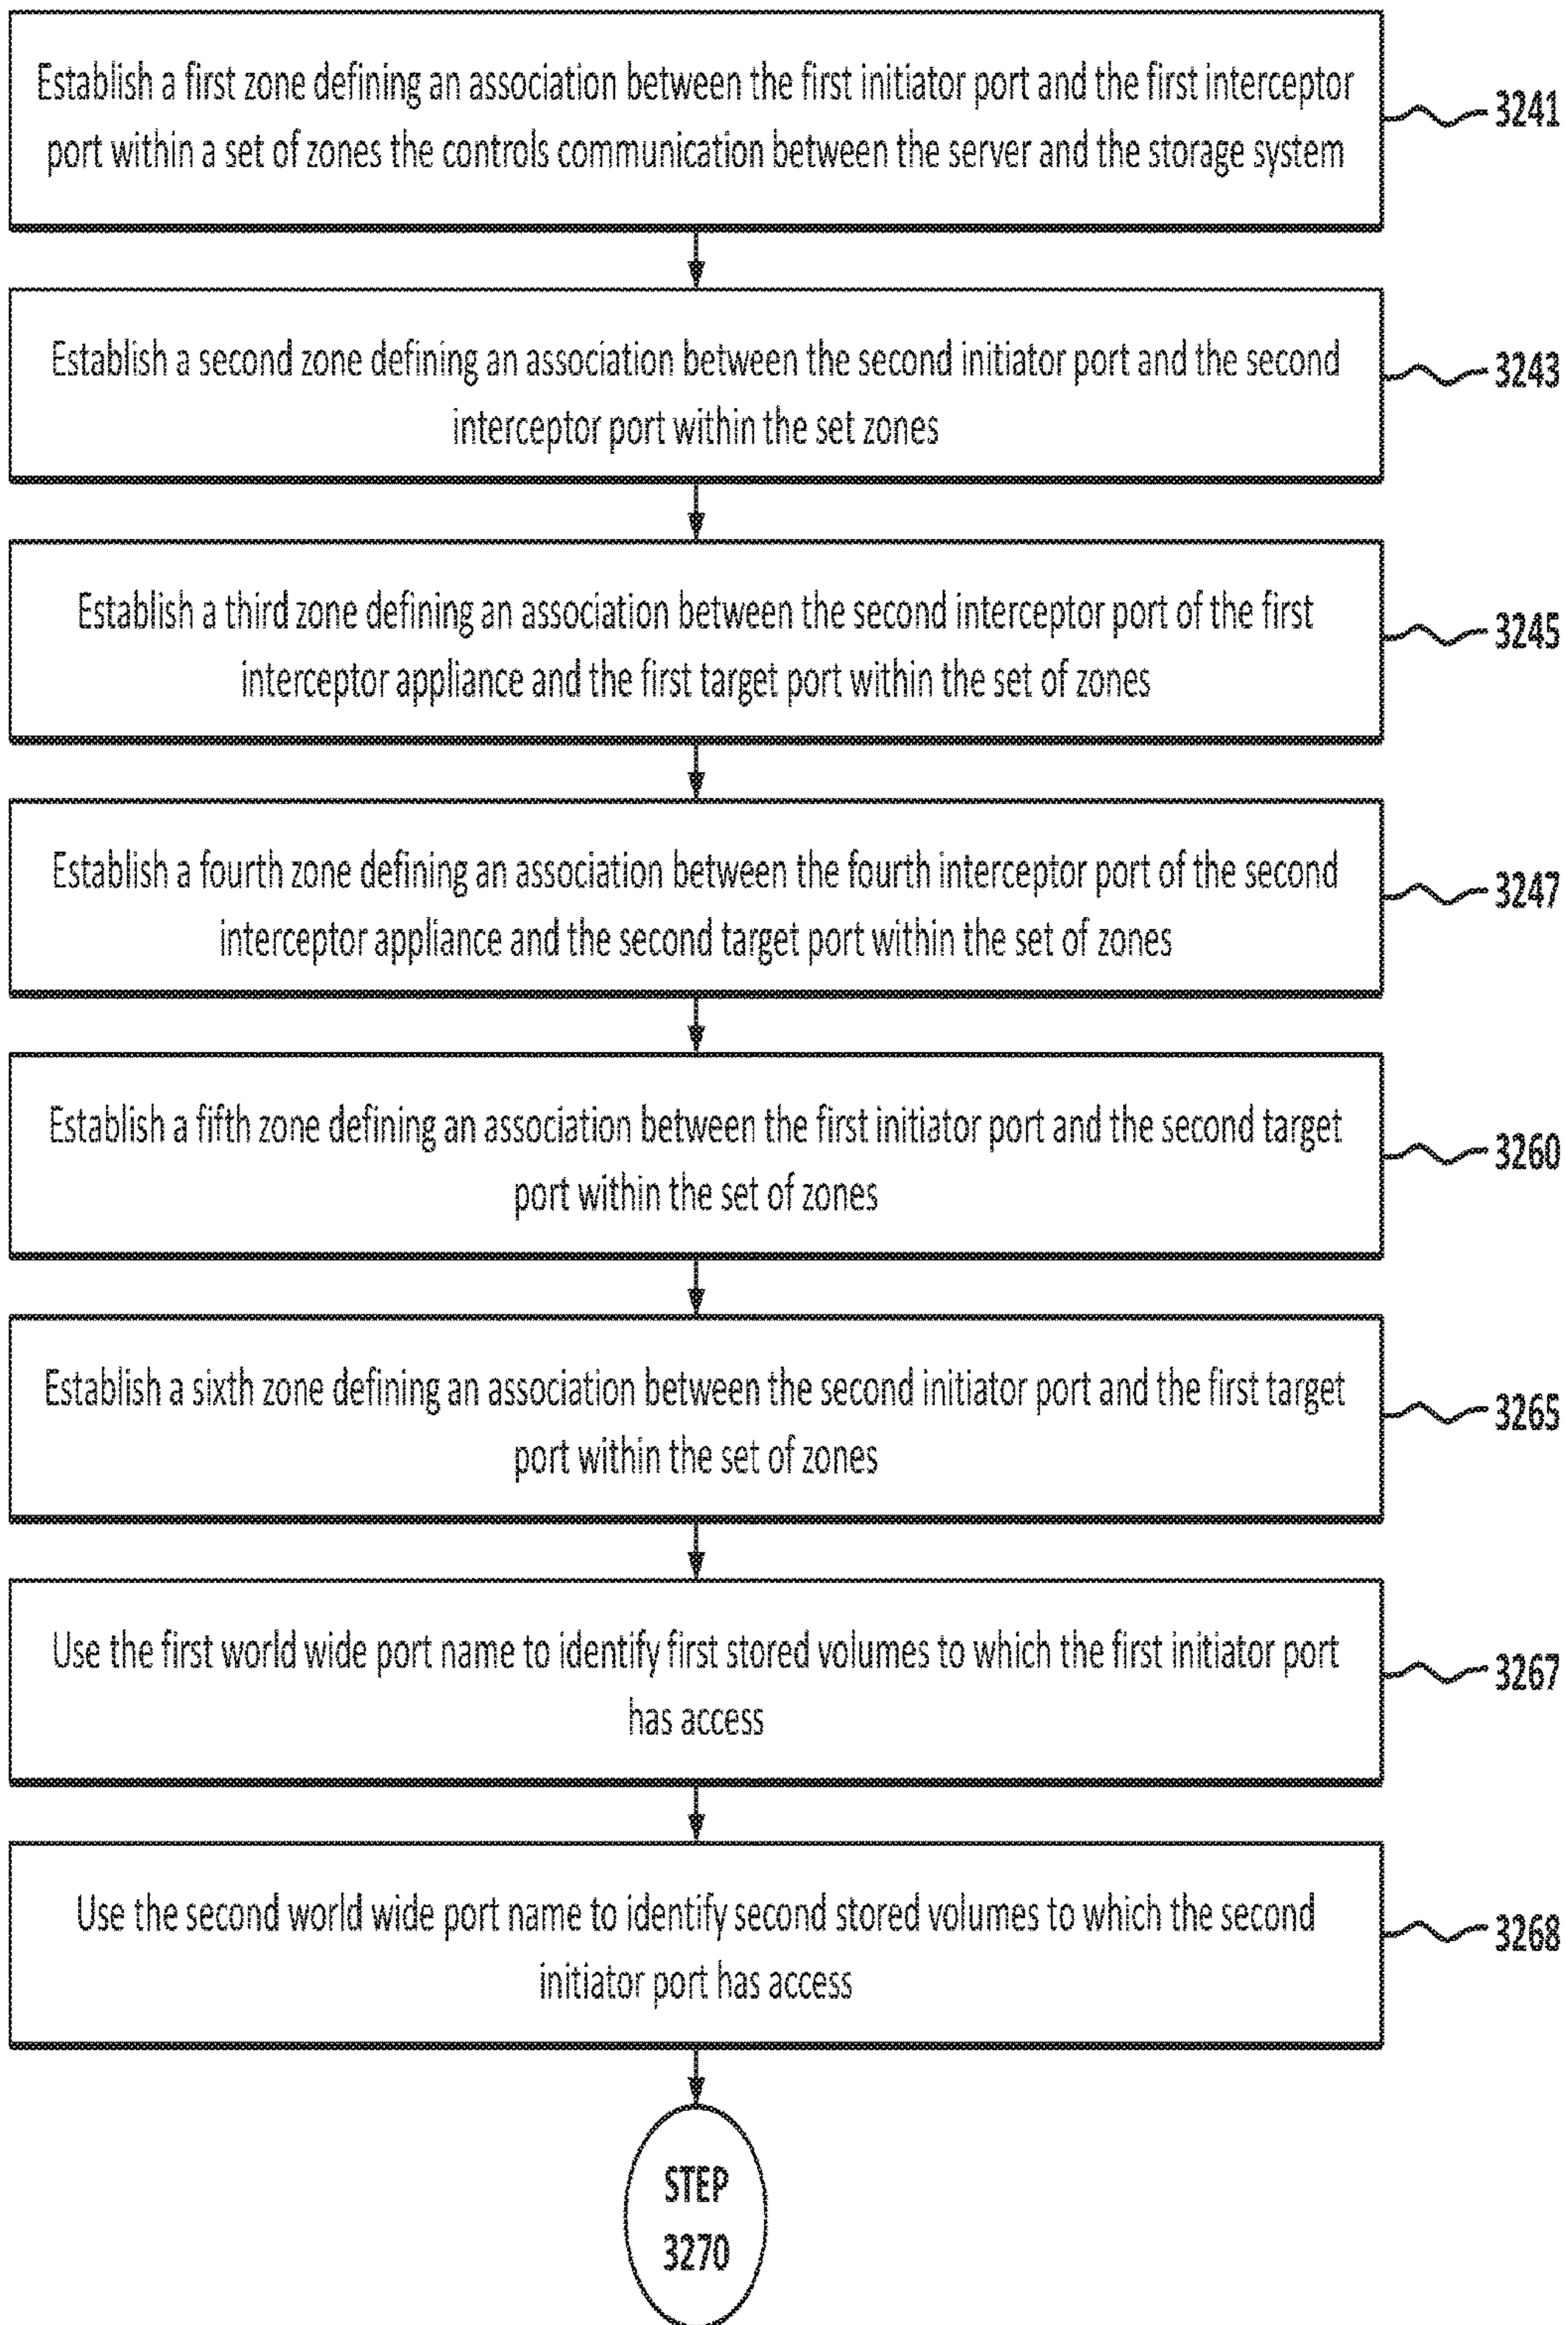 Establish a first zone defining an association between the first initiator port and the first interceptor
port within a set of zones the controls communication between the server and the storage system
3241
Establish a second zone defining an association between the second initiator port and the second
interceptor port within the set zones
3243
Establish a third zone defining an association between the second interceptor port of the first
interceptor appliance and the first target port within the set of zones
3245
Establish a fourth zone defining an association between the fourth interceptor port of the second
interceptor appliance and the second target port within the set of zones
3247
Establish a fifth zone defining an association between the first initiator port and the second target
port within the set of zones
3260
Establish a sixth zone defining an association between the second initiator port and the first target
port within the set of zones
3265
Use the first world wide port name to identify first stored volumes to which the first initiator port
has access
3267
Use the second world wide port name to identify second stored volumes to which the second
initiator port has access
3268
STEP
3270